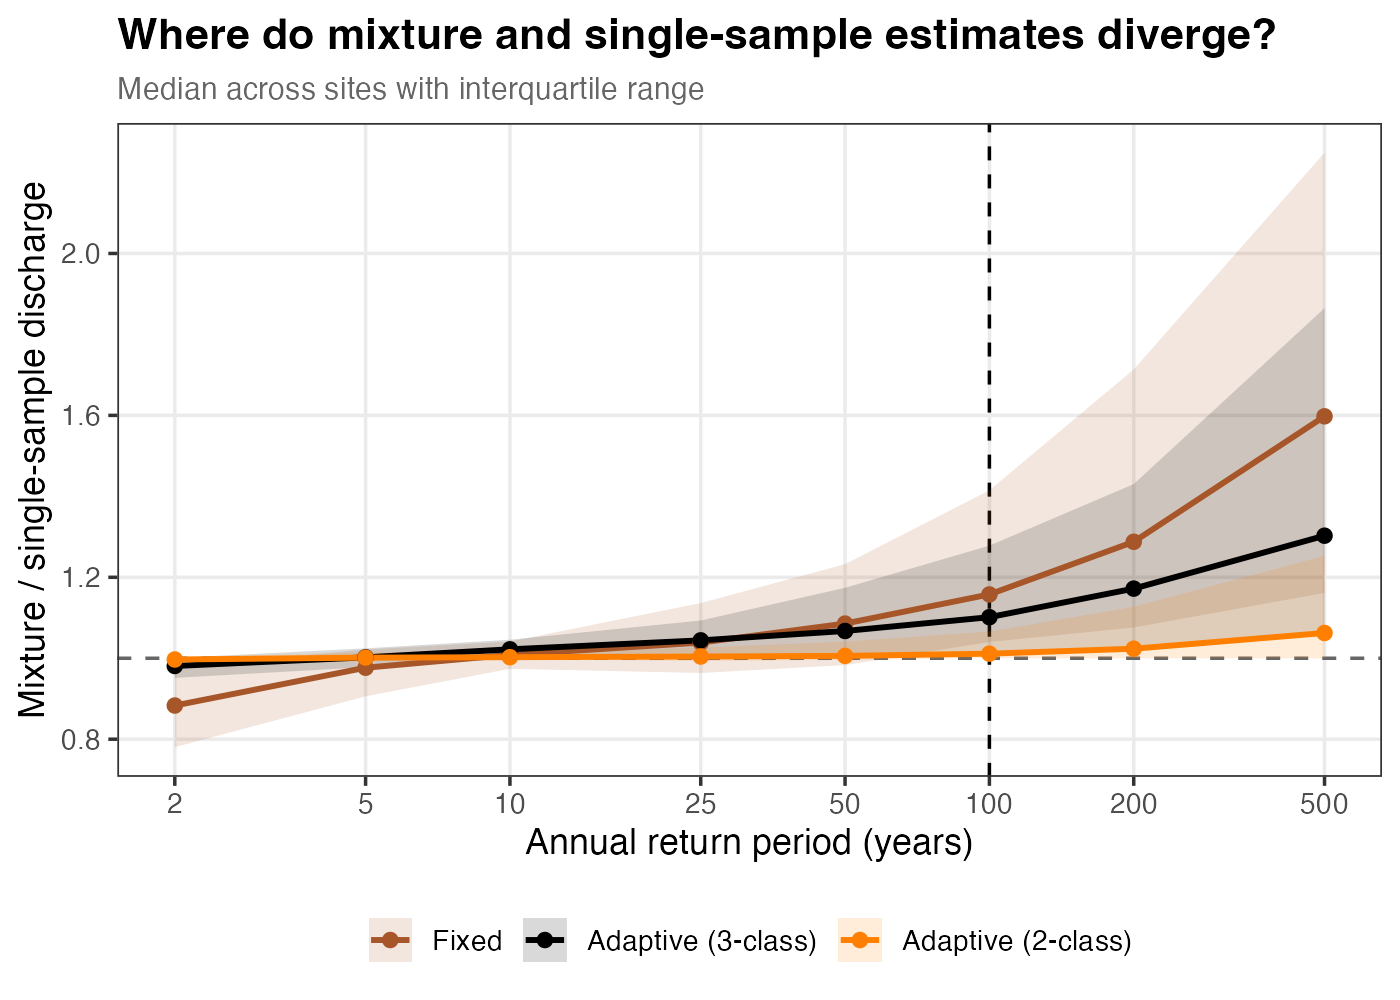 Where do mixture and single-sample estimates diverge?
Median across sites with interquartile range
Mixture / single-sample discharge
2.0
1.6
1.2
0.8
2 5 10 25 50 100 200 500
Annual return period (years)
Fixed Adaptive (3-class) Adaptive (2-class)